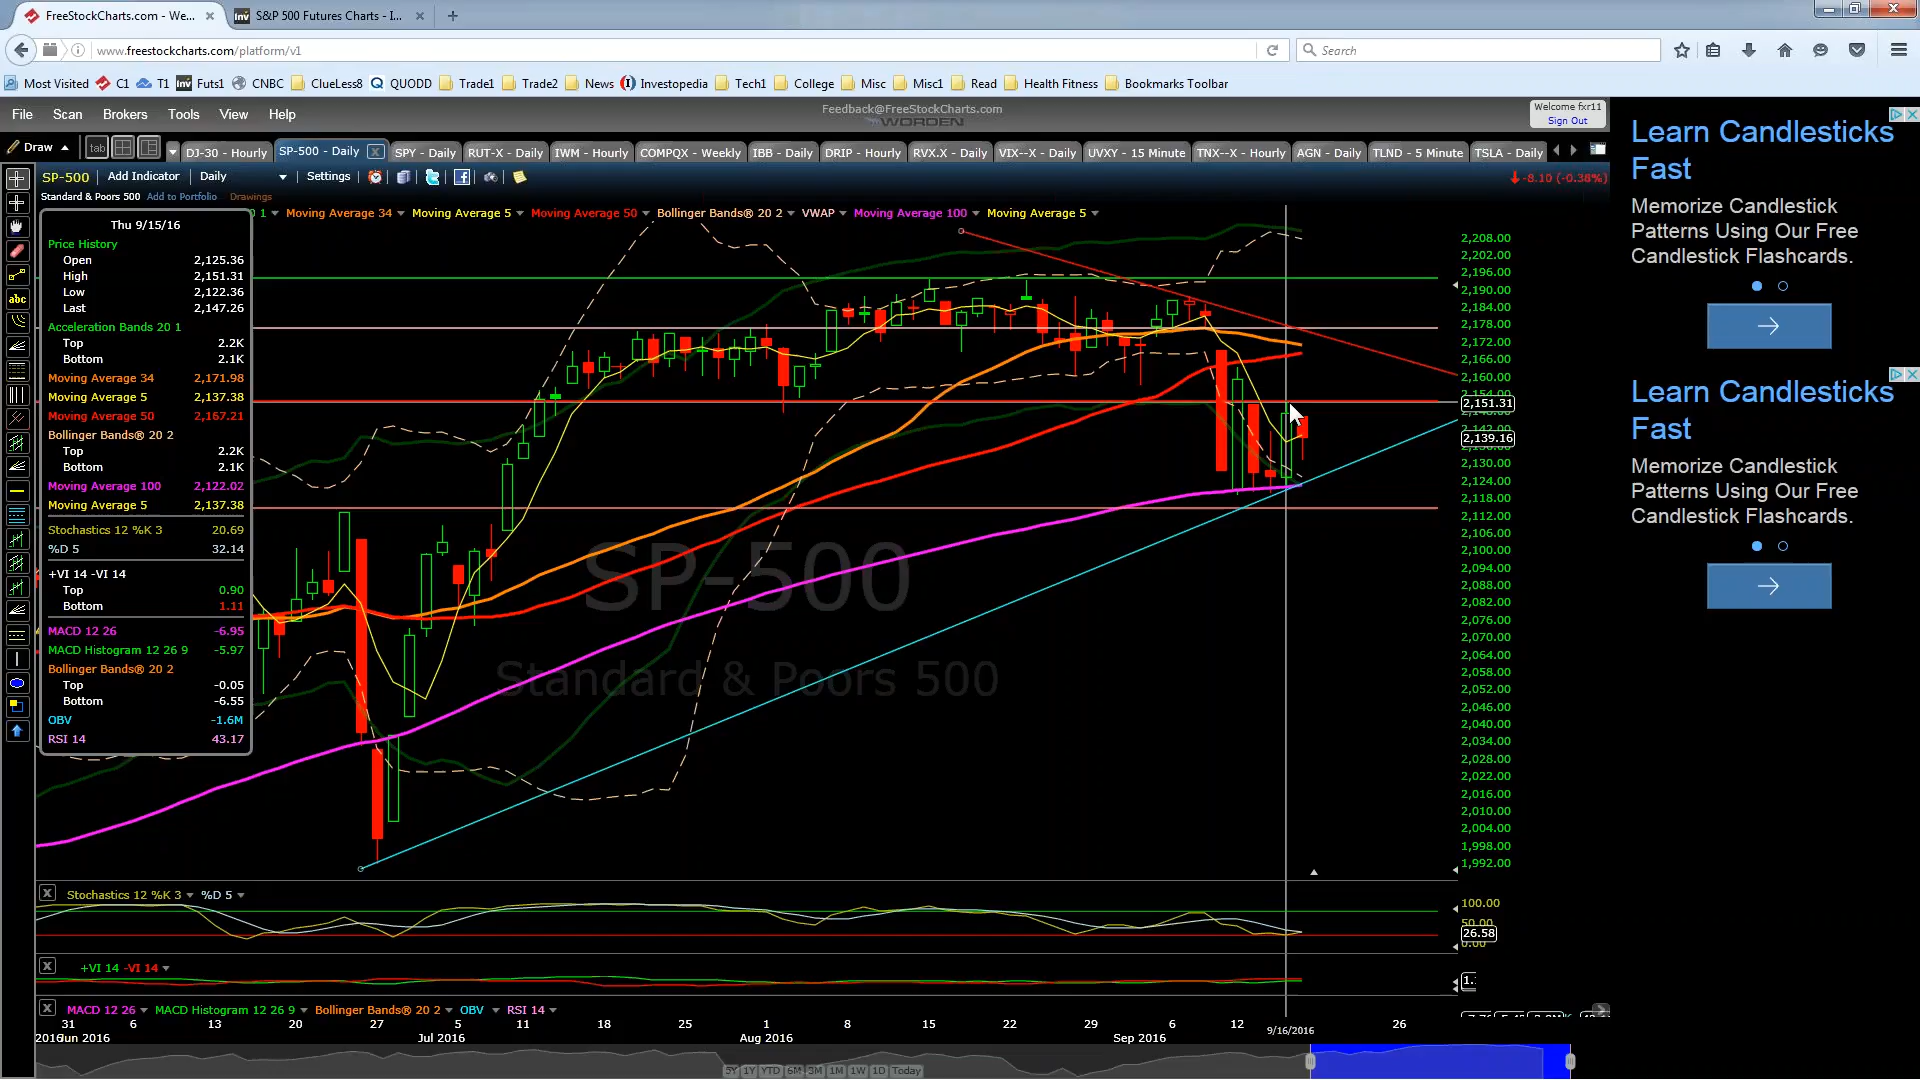 FreeStockCharts.com - We...
S&P 500 Futures Charts - I...
www.freestockcharts.com/platform/v1
Search
Most Visited C1 T1 Futs1 CNBC ClueLess8 QUODD Trade1 Trade2 News Investopedia Tech1 College Misc Misc1 Read Health Fitness Bookmarks Toolbar
File Scan Brokers Tools View Help
Feedback@FreeStockCharts.com
WORDEN
Welcome fxr11
Sign Out
Draw tab DJ-30 - Hourly SP-500 - Daily SPY - Daily RUT-X - Daily IWM - Hourly COMPQX - Weekly IBB - Daily DRIP - Hourly RVX.X - Daily VIX--X - Daily UVXY - 15 Minute TNX--X - Hourly AGN - Daily TLND - 5 Minute TSLA - Daily
SP-500 Add Indicator Daily Settings
-8.10 (-0.38%)
Standard & Poors 500 Add to Portfolio Drawings
0 1 Moving Average 34 Moving Average 5 Moving Average 50 Bollinger Bands® 20 2 VWAP Moving Average 100 Moving Average 5
abc
Thu 9/15/16
Price History
Open 2,125.36
High 2,151.31
Low 2,122.36
Last 2,147.26
Acceleration Bands 20 1
Top 2.2K
Bottom 2.1K
Moving Average 34 2,171.98
Moving Average 5 2,137.38
Moving Average 50 2,167.21
Bollinger Bands® 20 2
Top 2.2K
Bottom 2.1K
Moving Average 100 2,122.02
Moving Average 5 2,137.38
Stochastics 12 %K 3 20.69
%D 5 32.14
+VI 14 -VI 14
Top 0.90
Bottom 1.11
MACD 12 26 -6.95
MACD Histogram 12 26 9 -5.97
Bollinger Bands® 20 2
Top -0.05
Bottom -6.55
OBV -1.6M
RSI 14 43.17
SP-500
Standard & Poors 500
2,208.00
2,202.00
2,196.00
2,190.00
2,184.00
2,178.00
2,172.00
2,166.00
2,160.00
2,151.31
2,139.16
2,130.00
2,124.00
2,118.00
2,112.00
2,106.00
2,100.00
2,094.00
2,088.00
2,082.00
2,076.00
2,070.00
2,064.00
2,058.00
2,052.00
2,046.00
2,040.00
2,034.00
2,028.00
2,022.00
2,016.00
2,010.00
2,004.00
1,998.00
1,992.00
Stochastics 12 %K 3 %D 5
100.00
26.58
+VI 14 -VI 14
MACD 12 26 MACD Histogram 12 26 9 Bollinger Bands® 20 2 OBV RSI 14
31 6 13 20 27 5 11 18 25 1 8 15 22 29 6 12 9/16/2016 26
Jul 2016 Aug 2016 Sep 2016
5Y 1Y YTD 6M 3M 1M 1W 1D Today
Learn Candlesticks
Fast
Memorize Candlestick
Patterns Using Our Free
Candlestick Flashcards.
Learn Candlesticks
Fast
Memorize Candlestick
Patterns Using Our Free
Candlestick Flashcards.